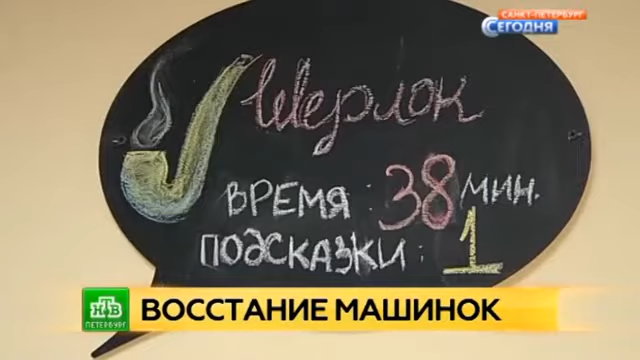 САНКТ-ПЕТЕРБУРГ
СЕГОДНЯ
Шерлок
ВРЕМЯ: 38 МИН.
ПОДСКАЗКИ: 1
НТВ
ПЕТЕРБУРГ
ВОССТАНИЕ МАШИНОК